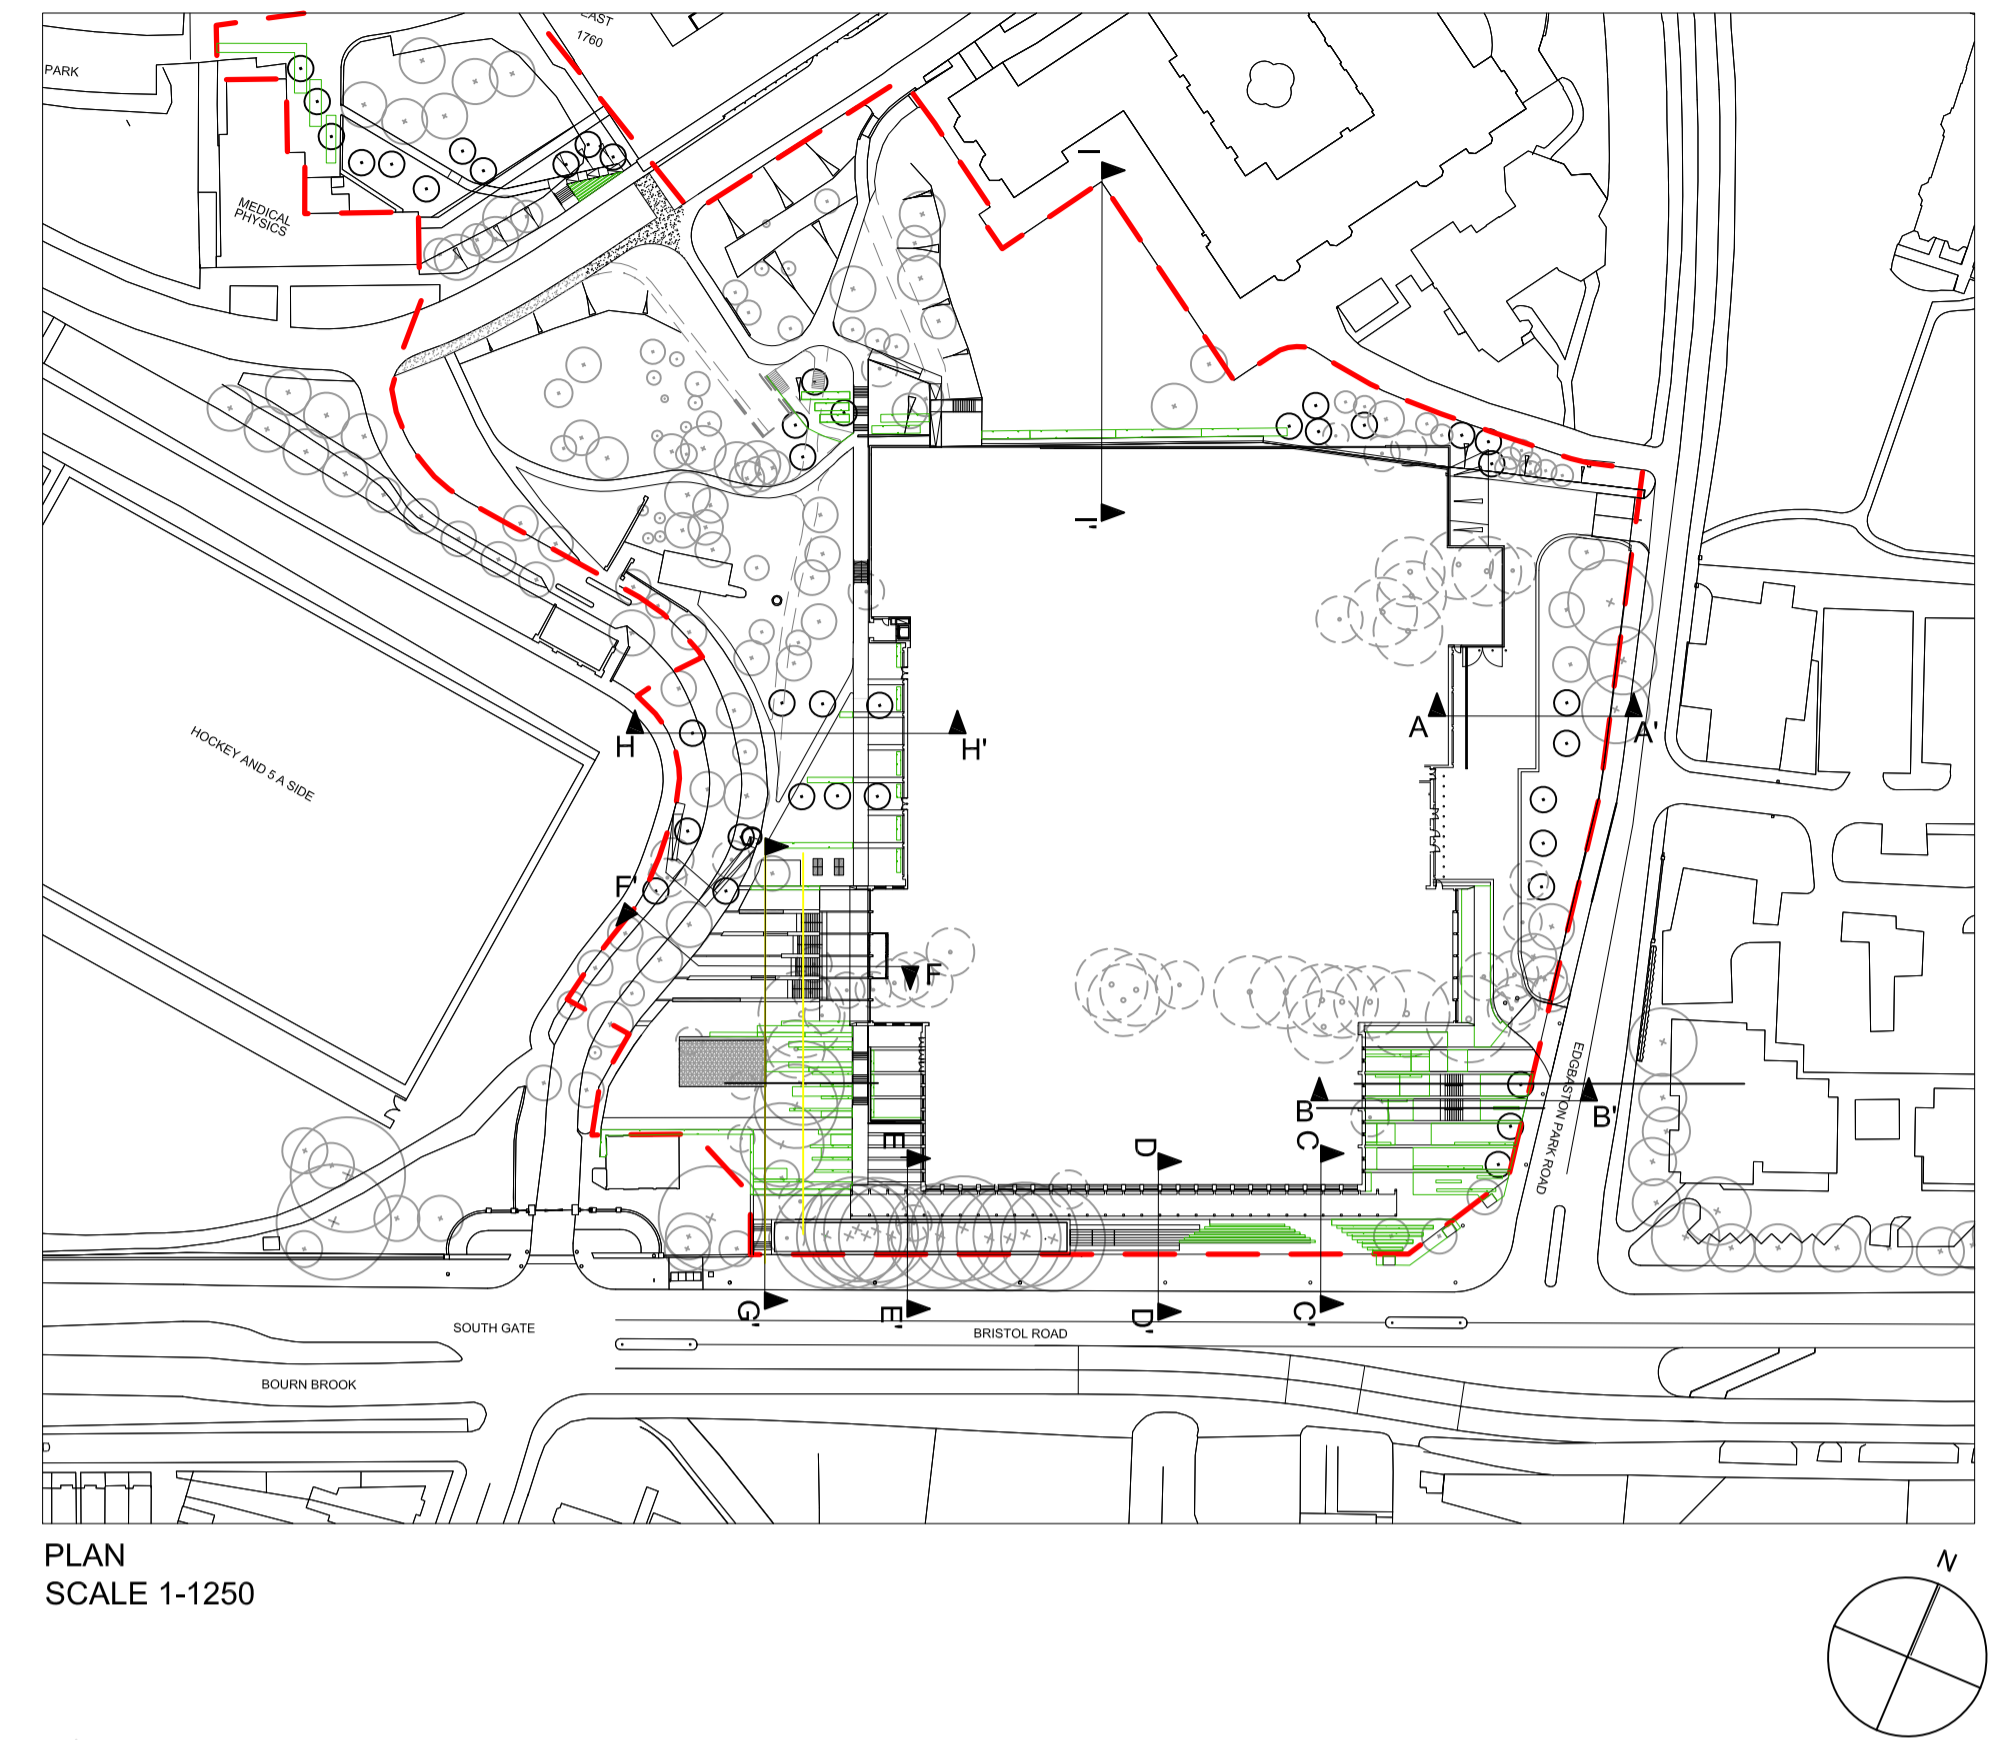 EAST
1760
PARK
MEDICAL
PHYSICS
I
I'
HOCKEY AND 5 A SIDE
H
H'
A
A'
F'
F
EDGBASTON PARK ROAD
B
B'
E
D
C
G'
E'
D'
C'
SOUTH GATE
BRISTOL ROAD
BOURN BROOK
PLAN
SCALE 1-1250
N